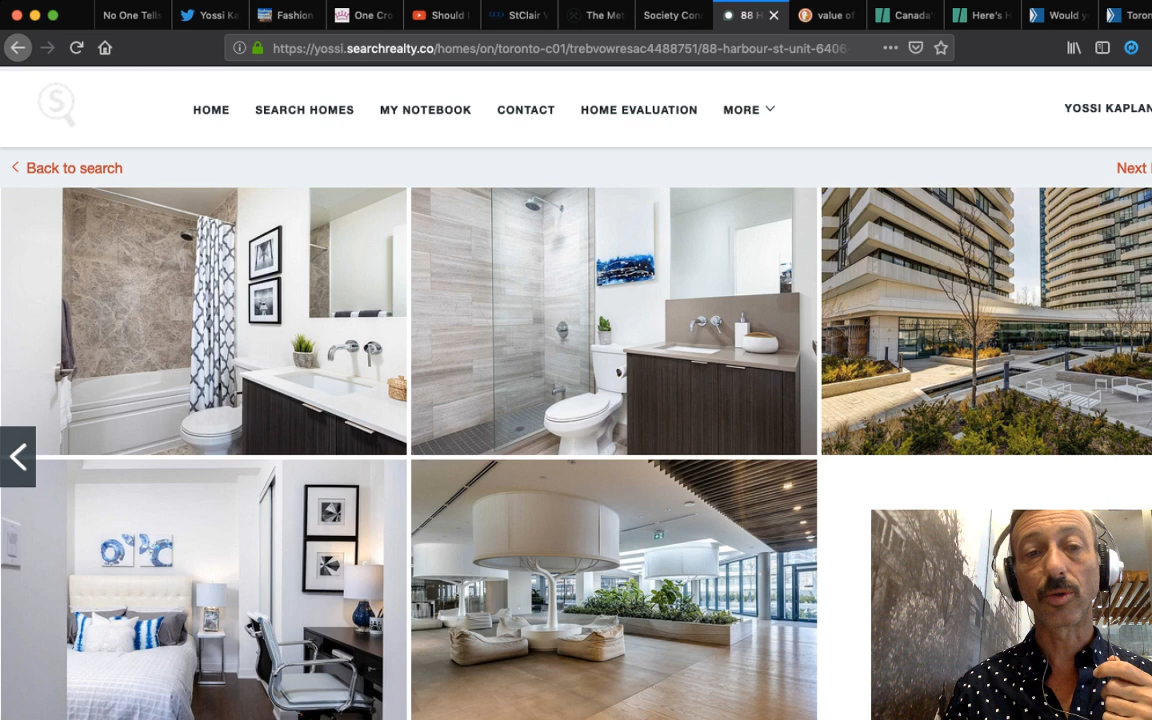 No One Tells
Yossi Ka
Fashion
One Cro
Should I
StClair
The Met
Society Con
88 H
value of
Canada'
Here's H
Would y
Toron
https://yossi.searchrealty.co/homes/on/toronto-c01/trebvowresac4488751/88-harbour-st-unit-6406-
S
HOME
SEARCH HOMES
MY NOTEBOOK
CONTACT
HOME EVALUATION
MORE
YOSSI KAPLAN
Back to search
Next